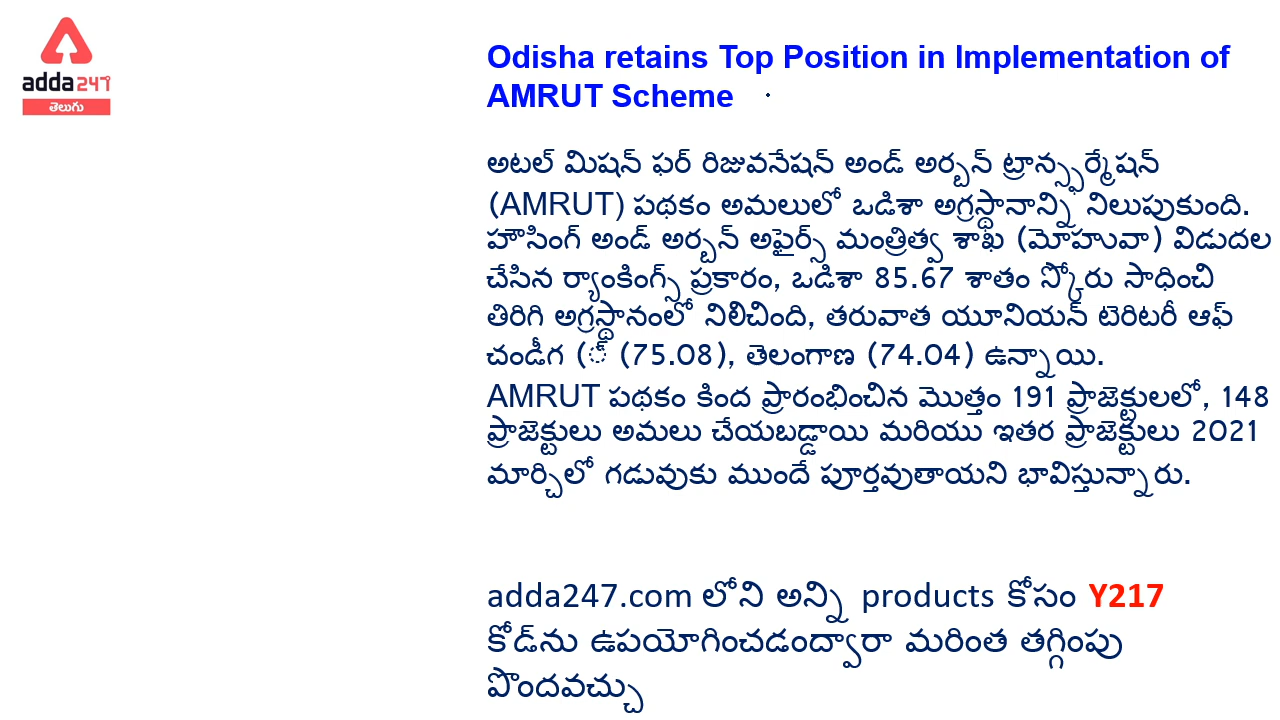 adda247
తెలుగు
Odisha retains Top Position in Implementation of
AMRUT Scheme
అటల్ మిషన్ ఫర్ రిజువనేషన్ అండ్ అర్బన్ ట్రాన్స్ఫర్మేషన్
(AMRUT) పథకం అమలులో ఒడిశా అగ్రస్థానాన్ని నిలుపుకుంది.
హౌసింగ్ అండ్ అర్బన్ అఫైర్స్ మంత్రిత్వ శాఖ (మోహువా) విడుదల
చేసిన ర్యాంకింగ్స్ ప్రకారం, ఒడిశా 85.67 శాతం స్కోరు సాధించి
తిరిగి అగ్రస్థానంలో నిలిచింది, తరువాత యూనియన్ టెరిటరీ ఆఫ్
చండీగ (్ (75.08), తెలంగాణ (74.04) ఉన్నాయి.
AMRUT పథకం కింద ప్రారంభించిన మొత్తం 191 ప్రాజెక్టులలో, 148
ప్రాజెక్టులు అమలు చేయబడ్డాయి మరియు ఇతర ప్రాజెక్టులు 2021
మార్చిలో గడువుకు ముందే పూర్తవుతాయని భావిస్తున్నారు.
adda247.com లోని అన్ని products కోసం Y217
కోడ్‌ను ఉపయోగించడంద్వారా మరింత తగ్గింపు
పొందవచ్చు